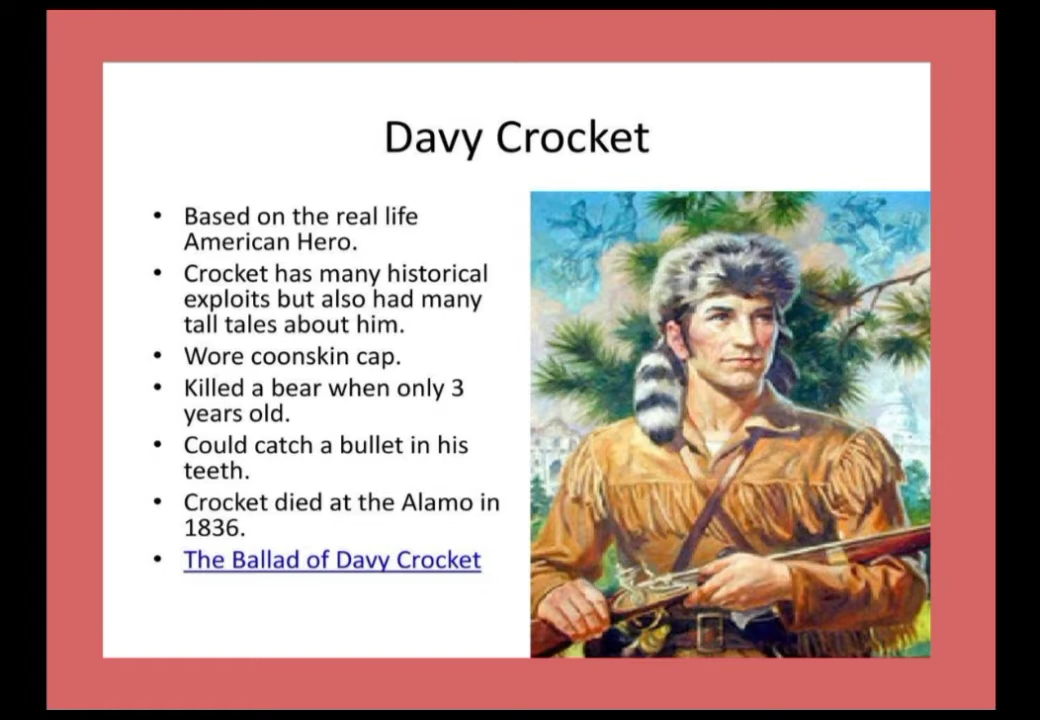 Davy Crocket
• Based on the real life
American Hero.
• Crocket has many historical
exploits but also had many
tall tales about him.
• Wore coonskin cap.
• Killed a bear when only 3
years old.
• Could catch a bullet in his
teeth.
• Crocket died at the Alamo in
1836.
• The Ballad of Davy Crocket